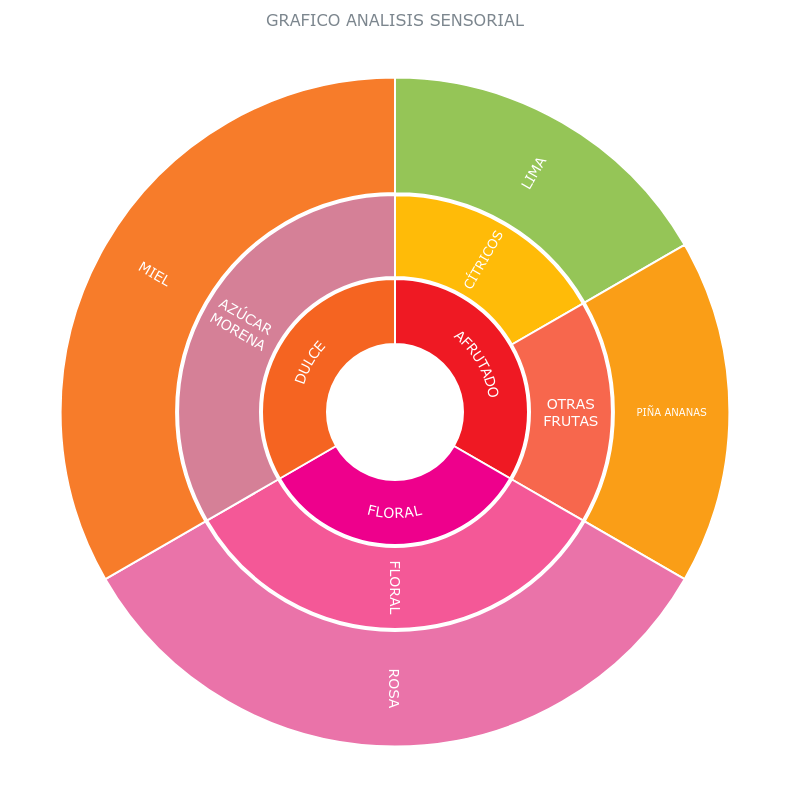 GRAFICO ANALISIS SENSORIAL
LIMA
CÍTRICOS
AFRUTADO
OTRAS
FRUTAS
PIÑA ANANAS
MIEL
AZÚCAR
MORENA
DULCE
FLORAL
FLORAL
ROSA